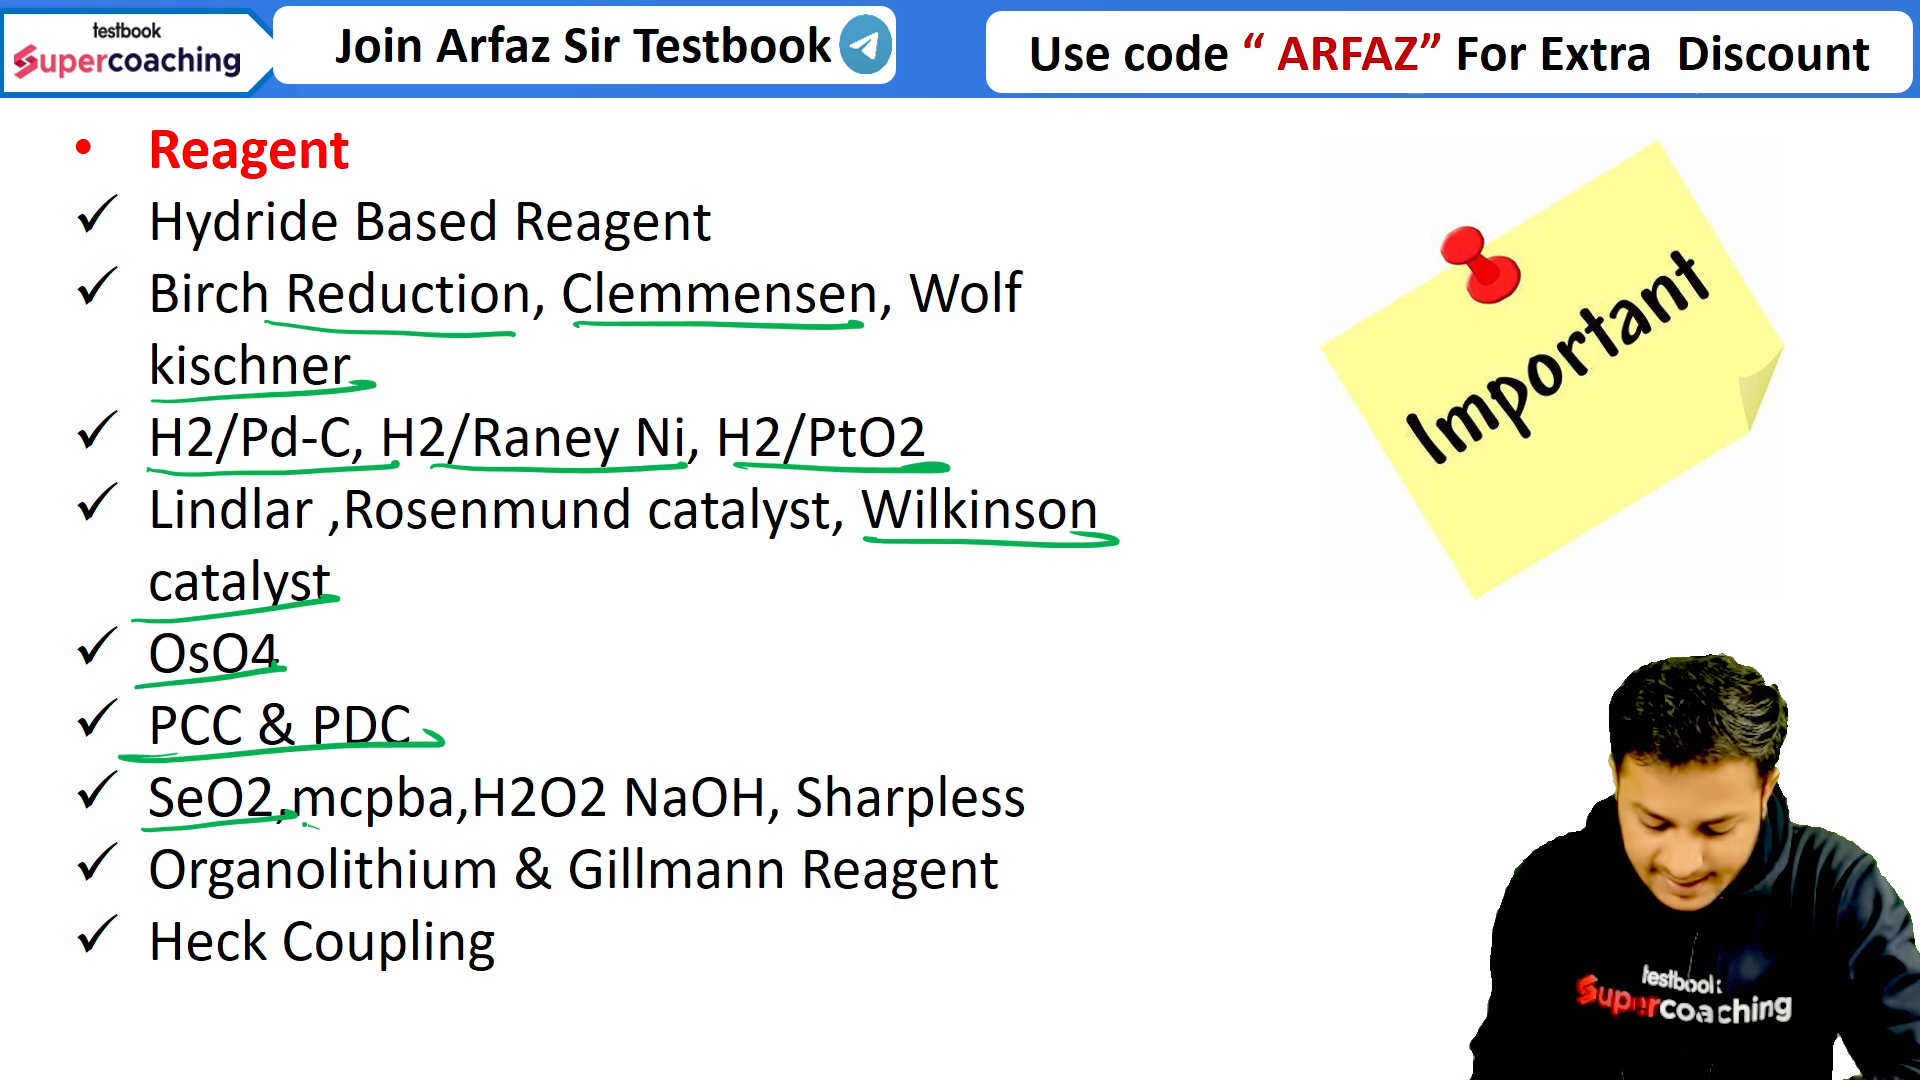 testbook
Supercoaching
Join Arfaz Sir Testbook
Use code “ ARFAZ” For Extra Discount
• Reagent
✓ Hydride Based Reagent
✓ Birch Reduction, Clemmensen, Wolf
kischner
✓ H2/Pd-C, H2/Raney Ni, H2/PtO2
✓ Lindlar ,Rosenmund catalyst, Wilkinson
catalyst
✓ OsO4
✓ PCC & PDC
✓ SeO2,mcpba,H2O2 NaOH, Sharpless
✓ Organolithium & Gillmann Reagent
✓ Heck Coupling
Important
testbook
Supercoaching